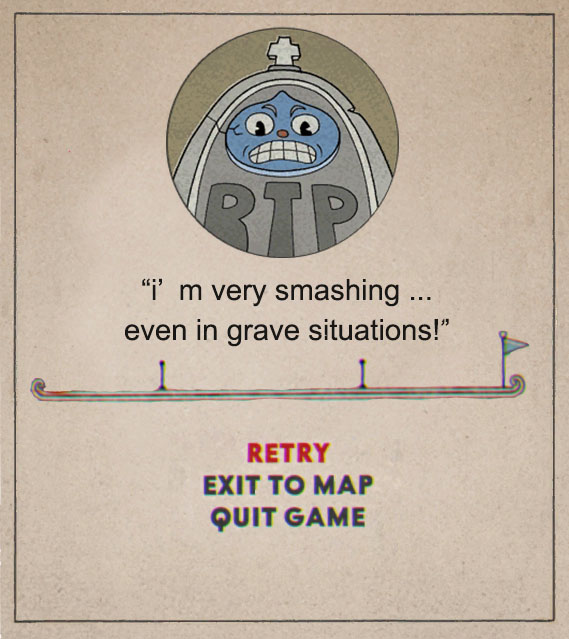 RIP
“i’ m very smashing ...
even in grave situations!”
RETRY
EXIT TO MAP
QUIT GAME